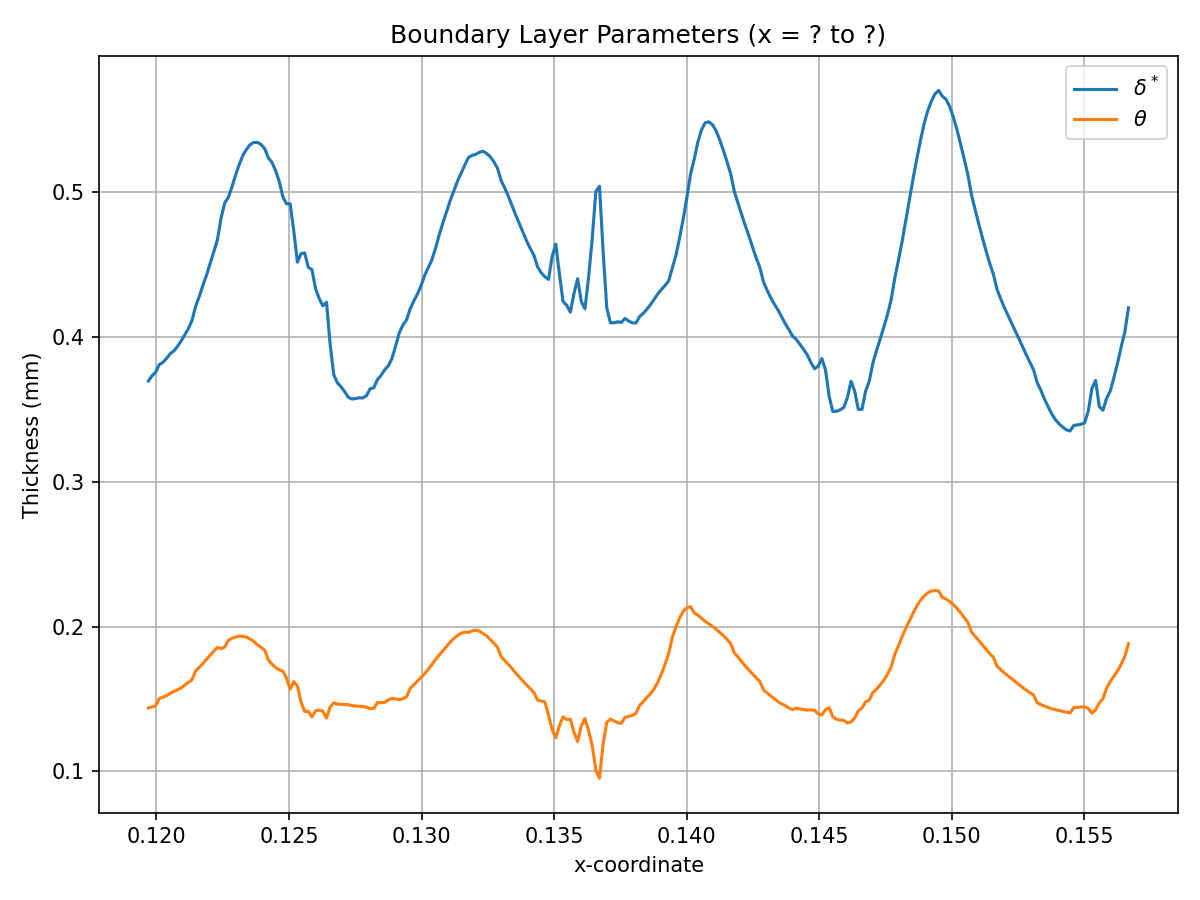 Boundary Layer Parameters (x = ? to ?)
δ*
θ
Thickness (mm)
0.5
0.4
0.3
0.2
0.1
0.120 0.125 0.130 0.135 0.140 0.145 0.150 0.155
x-coordinate